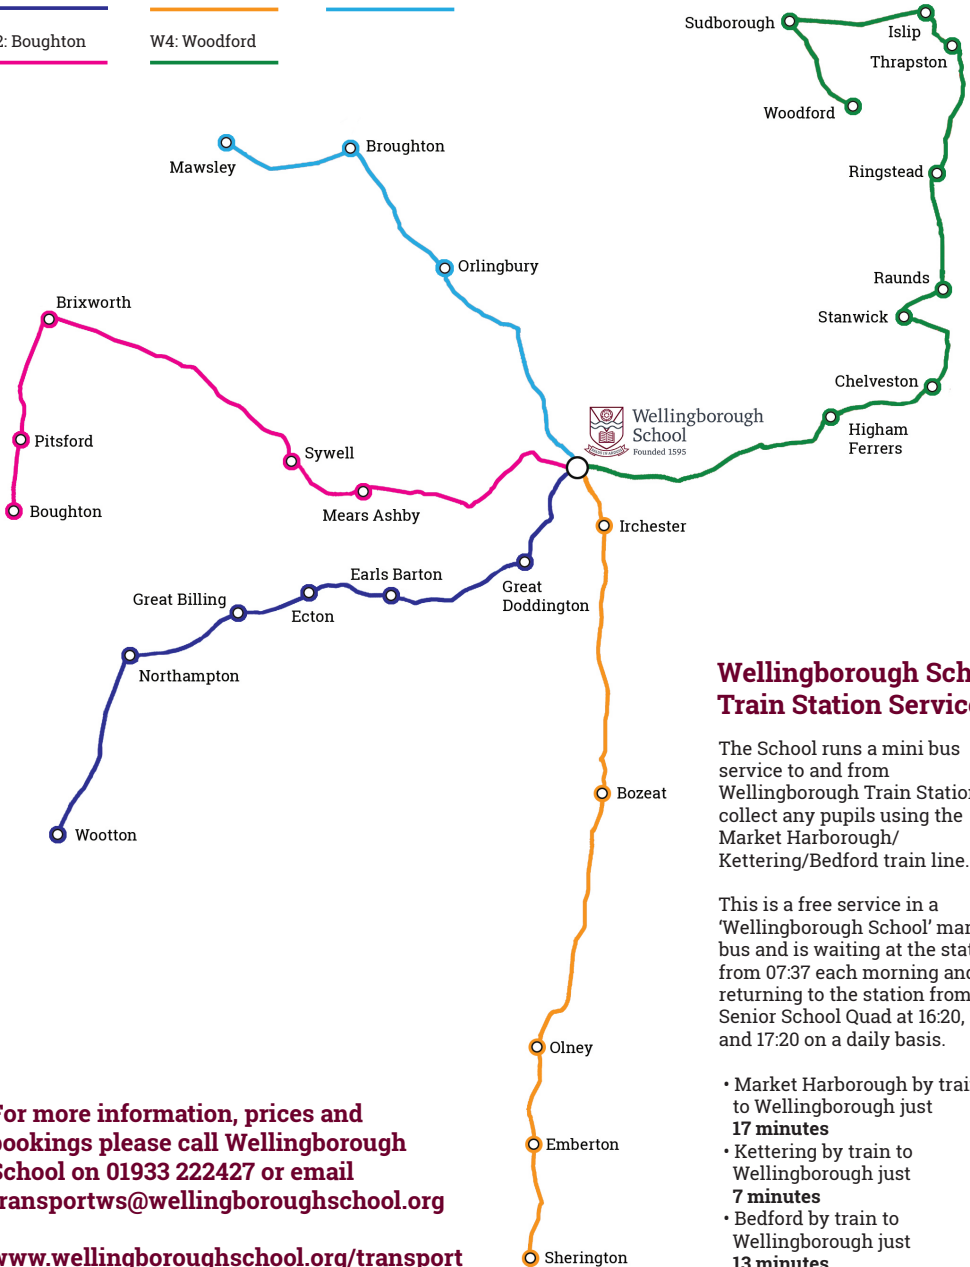 2: Boughton
W4: Woodford
Sudborough
Islip
Thrapston
Woodford
Ringstead
Raunds
Stanwick
Chelveston
Higham
Ferrers
Mawsley
Broughton
Orlingbury
Brixworth
Pitsford
Boughton
Sywell
Mears Ashby
Wellingborough
School
Founded 1595
Irchester
Great
Doddington
Earls Barton
Ecton
Great Billing
Northampton
Wootton
Bozeat
Olney
Emberton
Sherington
Wellingborough Sch
Train Station Servic
The School runs a mini bus
service to and from
Wellingborough Train Station
collect any pupils using the
Market Harborough/
Kettering/Bedford train line.
This is a free service in a
‘Wellingborough School’ mar
bus and is waiting at the stat
from 07:37 each morning and
returning to the station from
Senior School Quad at 16:20,
and 17:20 on a daily basis.
• Market Harborough by trai
to Wellingborough just
17 minutes
• Kettering by train to
Wellingborough just
7 minutes
• Bedford by train to
Wellingborough just
13 minutes
For more information, prices and
bookings please call Wellingborough
School on 01933 222427 or email
transportws@wellingboroughschool.org
www.wellingboroughschool.org/transport